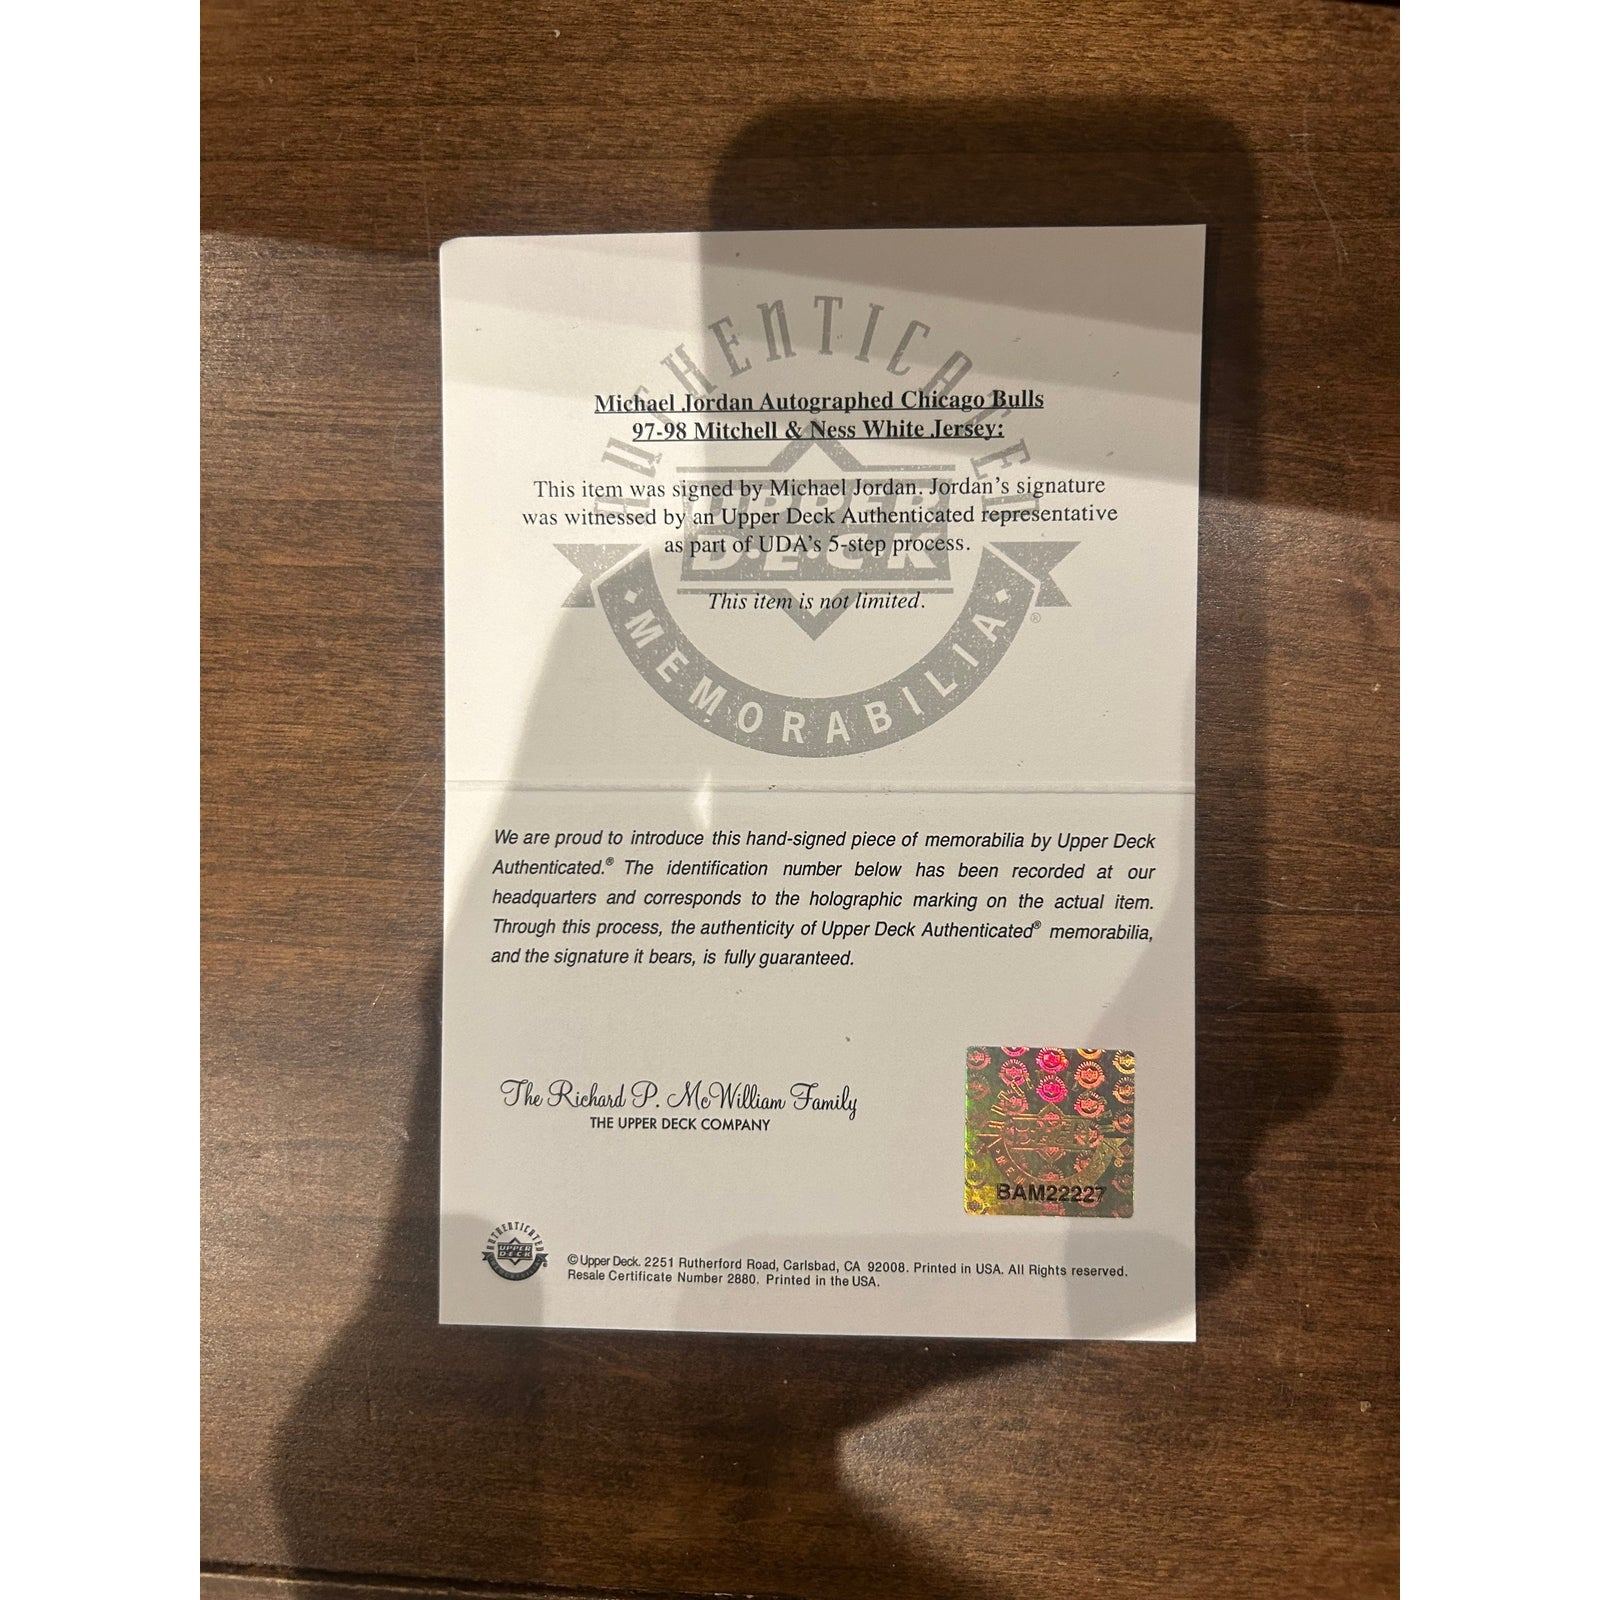 AUTHENTICATED
Michael Jordan Autographed Chicago Bulls
97-98 Mitchell & Ness White Jersey:
This item was signed by Michael Jordan. Jordan's signature
was witnessed by an Upper Deck Authenticated representative
as part of UDA's 5-step process.
UPPER
D·E·C·K
This item is not limited.
·MEMORABILIA·®
We are proud to introduce this hand-signed piece of memorabilia by Upper Deck
Authenticated.® The identification number below has been recorded at our
headquarters and corresponds to the holographic marking on the actual item.
Through this process, the authenticity of Upper Deck Authenticated® memorabilia,
and the signature it bears, is fully guaranteed.
The Richard P. McWilliam Family
THE UPPER DECK COMPANY
UPPER
BAM22227
AUTHENTICATED
UPPER
D·E·C·K
© Upper Deck. 2251 Rutherford Road, Carlsbad, CA 92008. Printed in USA. All Rights reserved.
Resale Certificate Number 2880. Printed in the USA.